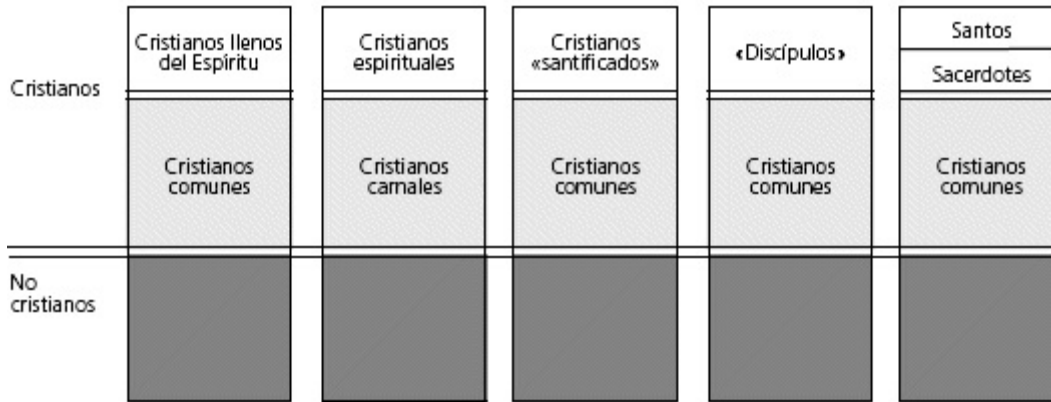 Cristianos llenos
del Espíritu
Cristianos
espirituales
Cristianos
«santificados»
«Discípulos»
Santos
Sacerdotes
Cristianos
Cristianos
comunes
Cristianos
carnales
Cristianos
comunes
Cristianos
comunes
Cristianos
comunes
No
cristianos